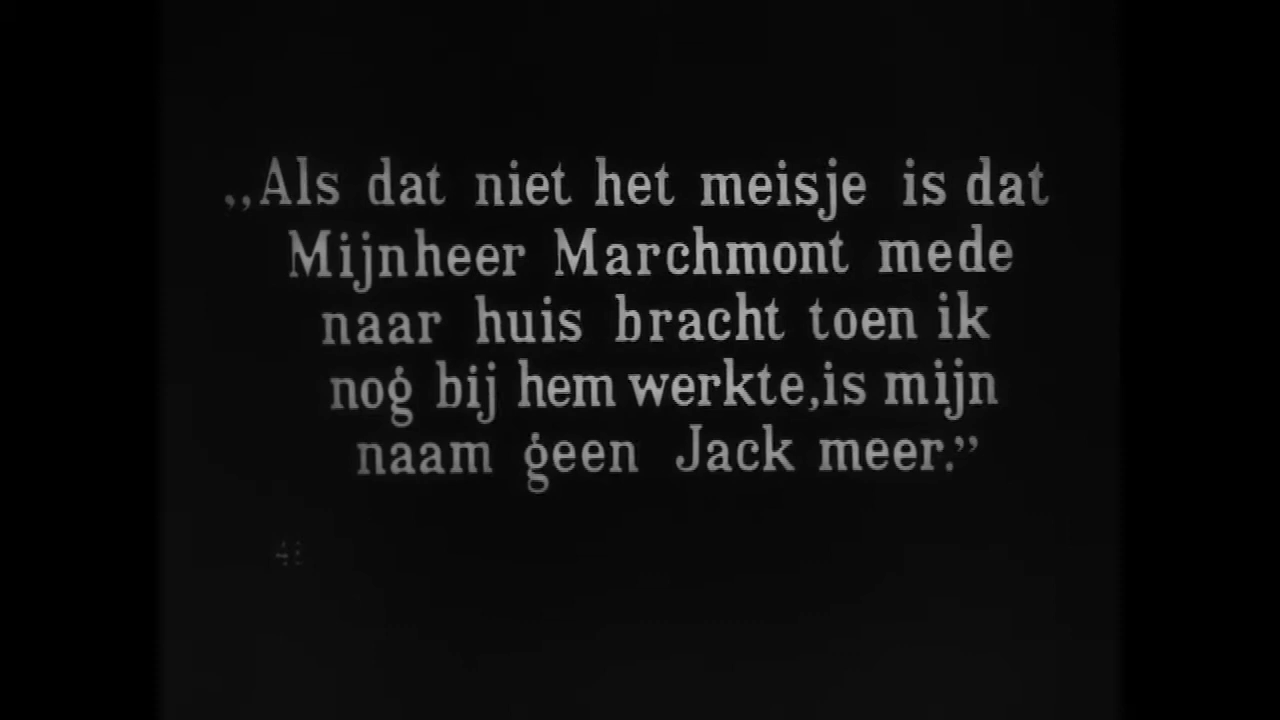 „Als dat niet het meisje is dat
Mijnheer Marchmont mede
naar huis bracht toen ik
nog bij hem werkte,is mijn
naam geen Jack meer.”